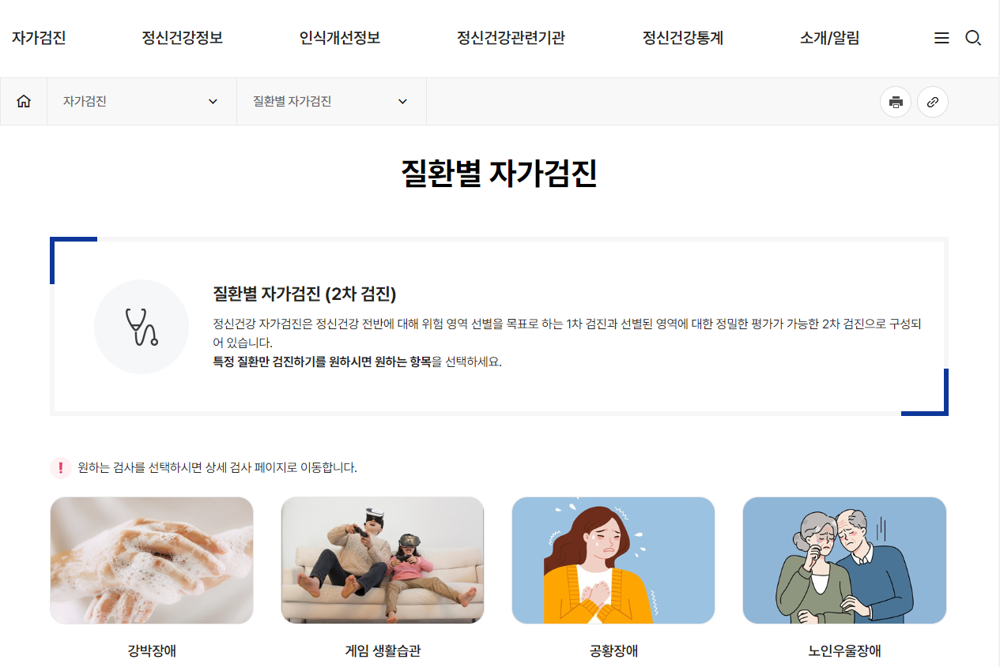 자가검진
정신건강정보
인식개선정보
정신건강관련기관
정신건강통계
소개/알림
자가검진
질환별 자가검진
질환별 자가검진
질환별 자가검진 (2차 검진)
정신건강 자가검진은 정신건강 전반에 대해 위험 영역 선별을 목표로 하는 1차 검진과 선별된 영역에 대한 정밀한 평가가 가능한 2차 검진으로 구성되
어 있습니다.
특정 질환만 검진하기를 원하시면 원하는 항목을 선택하세요.
원하는 검사를 선택하시면 상세 검사 페이지로 이동합니다.
강박장애
게임 생활습관
공황장애
노인우울장애